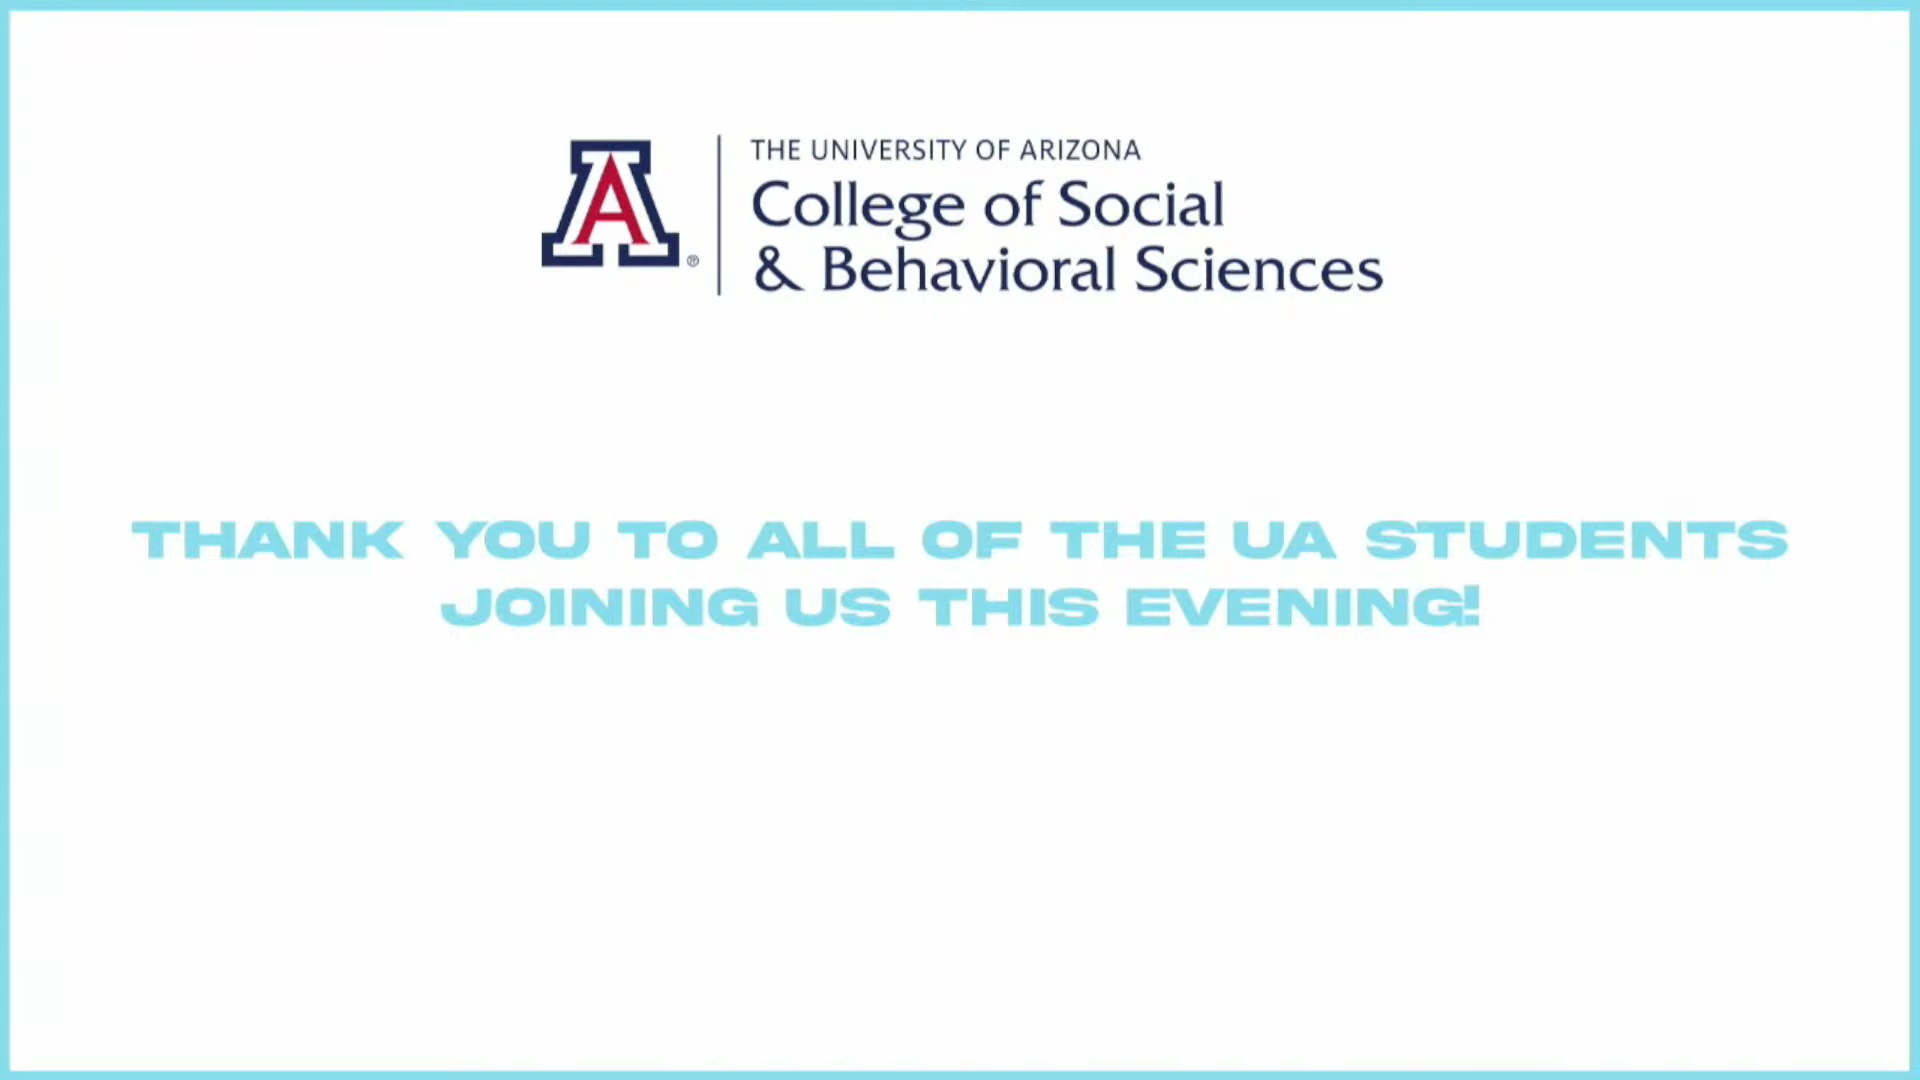 A®
THE UNIVERSITY OF ARIZONA
College of Social
& Behavioral Sciences
THANK YOU TO ALL OF THE UA STUDENTS
JOINING US THIS EVENING!